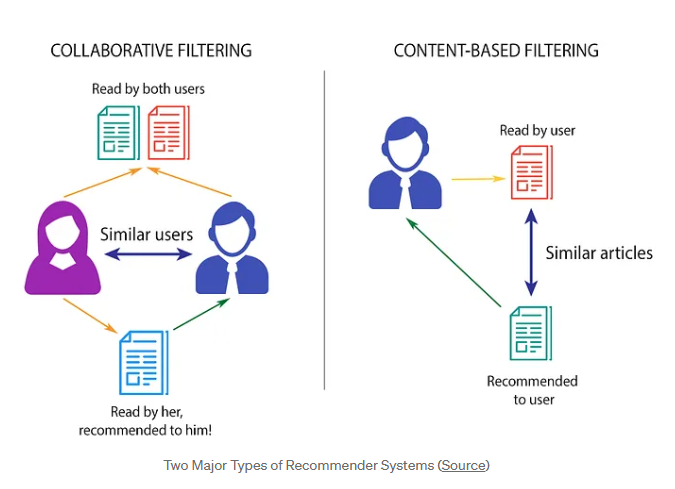 COLLABORATIVE FILTERING
Read by both users
Similar users
Read by her,
recommended to him!
CONTENT-BASED FILTERING
Read by user
Similar articles
Recommended
to user
Two Major Types of Recommender Systems (Source)